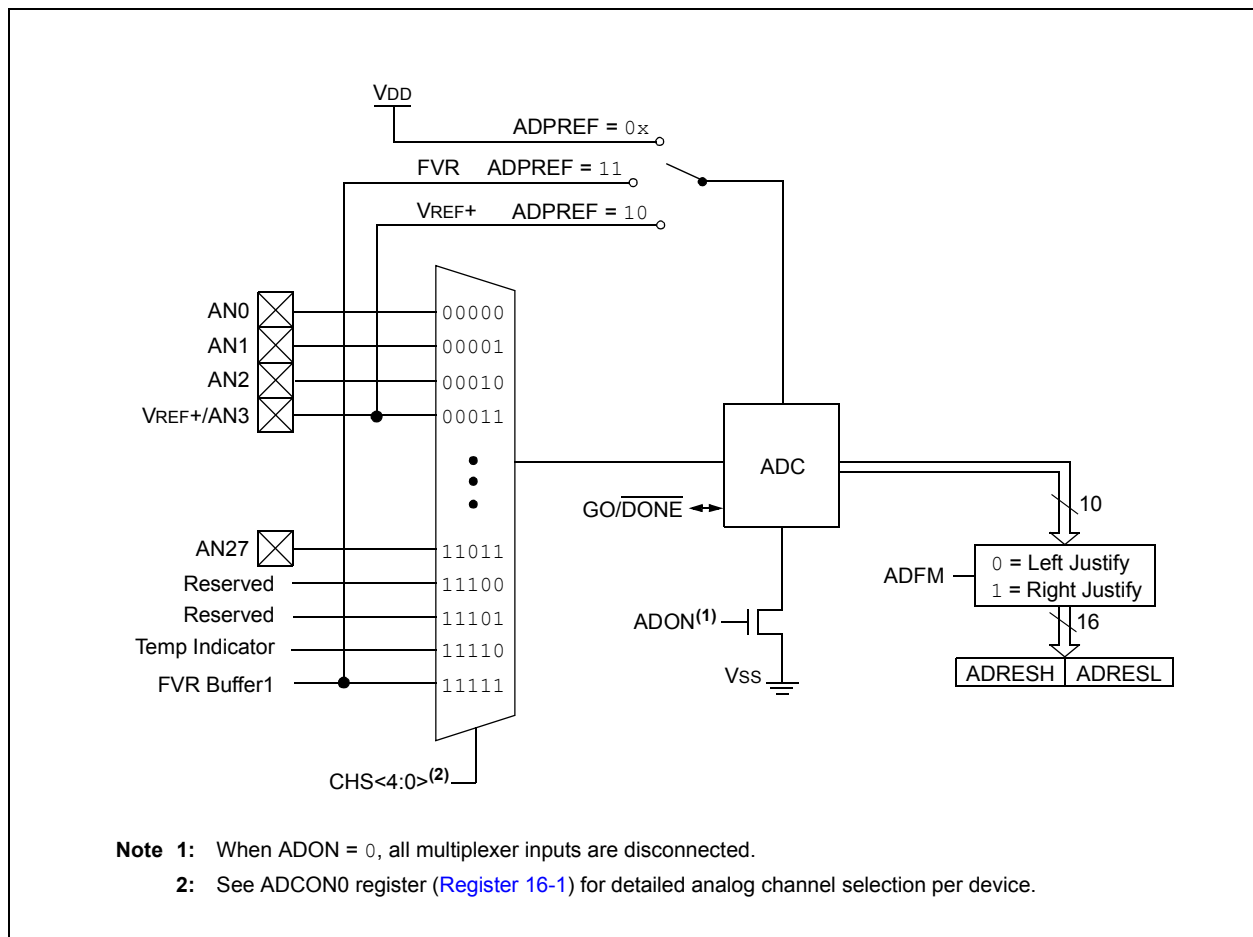 VDD
ADPREF = 0x
FVR ADPREF = 11
VREF+ ADPREF = 10
AN0 00000
AN1 00001
AN2 00010
VREF+/AN3 00011
ADC
GO/DONE
10
AN27 11011
Reserved 11100
Reserved 11101
Temp Indicator 11110
FVR Buffer1 11111
ADFM
0 = Left Justify
1 = Right Justify
16
ADON(1)
VSS
ADRESH ADRESL
CHS<4:0>(2)
Note 1: When ADON = 0, all multiplexer inputs are disconnected.
2: See ADCON0 register (Register 16-1) for detailed analog channel selection per device.